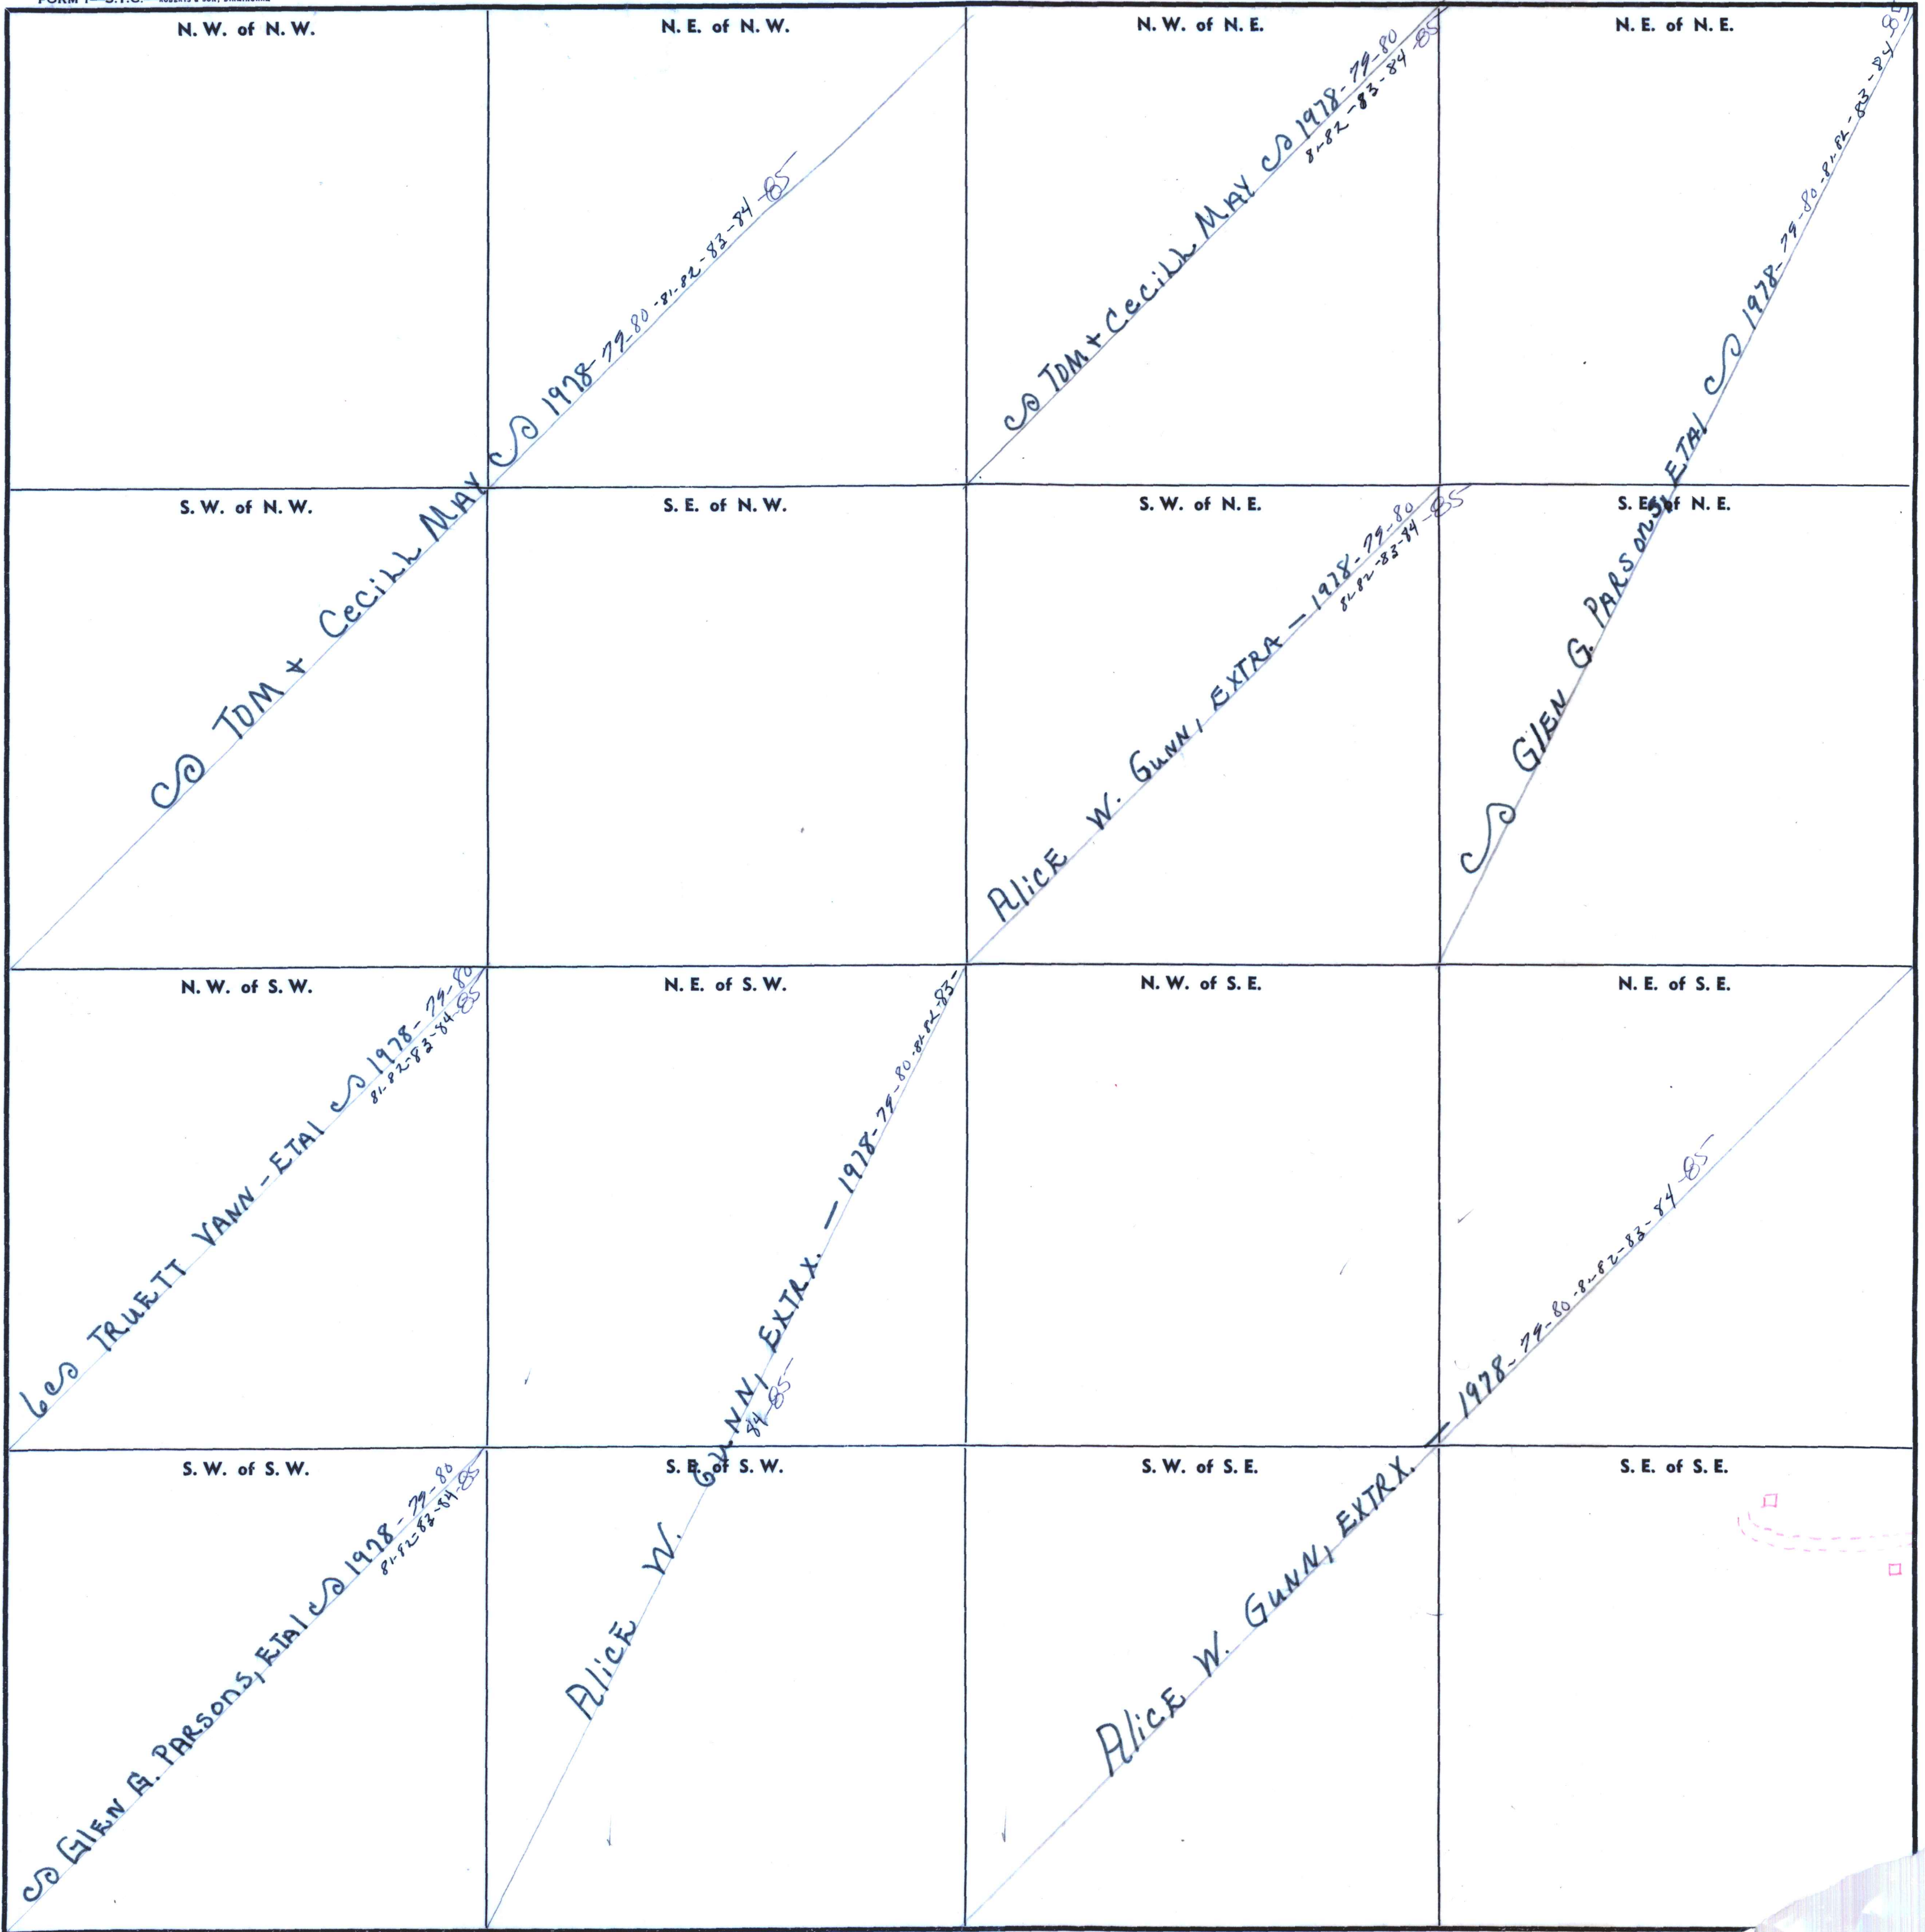 N. W. of N. W.
N. E. of N. W.
N. W. of N. E.
N. E. of N. E.
TOM + CeCiLL MAY 1978-79-80-81-82-83-84-85
TOM + CeCiLL MAY 1978-79-80
81-82-83-84-85
GlEN G. PARSonS, ETAl 1978-79-80-81-82-83-84-85
S. W. of N. W.
S. E. of N. W.
S. W. of N. E.
S. E. of N. E.
AlicE W. GuNN, EXTRA — 1978-79-80
81-82-83-84-85
N. W. of S. W.
N. E. of S. W.
N. W. of S. E.
N. E. of S. E.
TRUETT VANN - ETAl 1978-79-80
81-82-83-84-85
AlicE W. GuNN, EXTRX. — 1978-79-80-81-82-83-
84-85
AlicE W. GuNN, EXTRX. — 1978-79-80-81-82-83-84-85
S. W. of S. W.
S. E. of S. W.
S. W. of S. E.
S. E. of S. E.
GlEN G. PARSonS, ETAl 1978-79-80
81-82-83-84-85